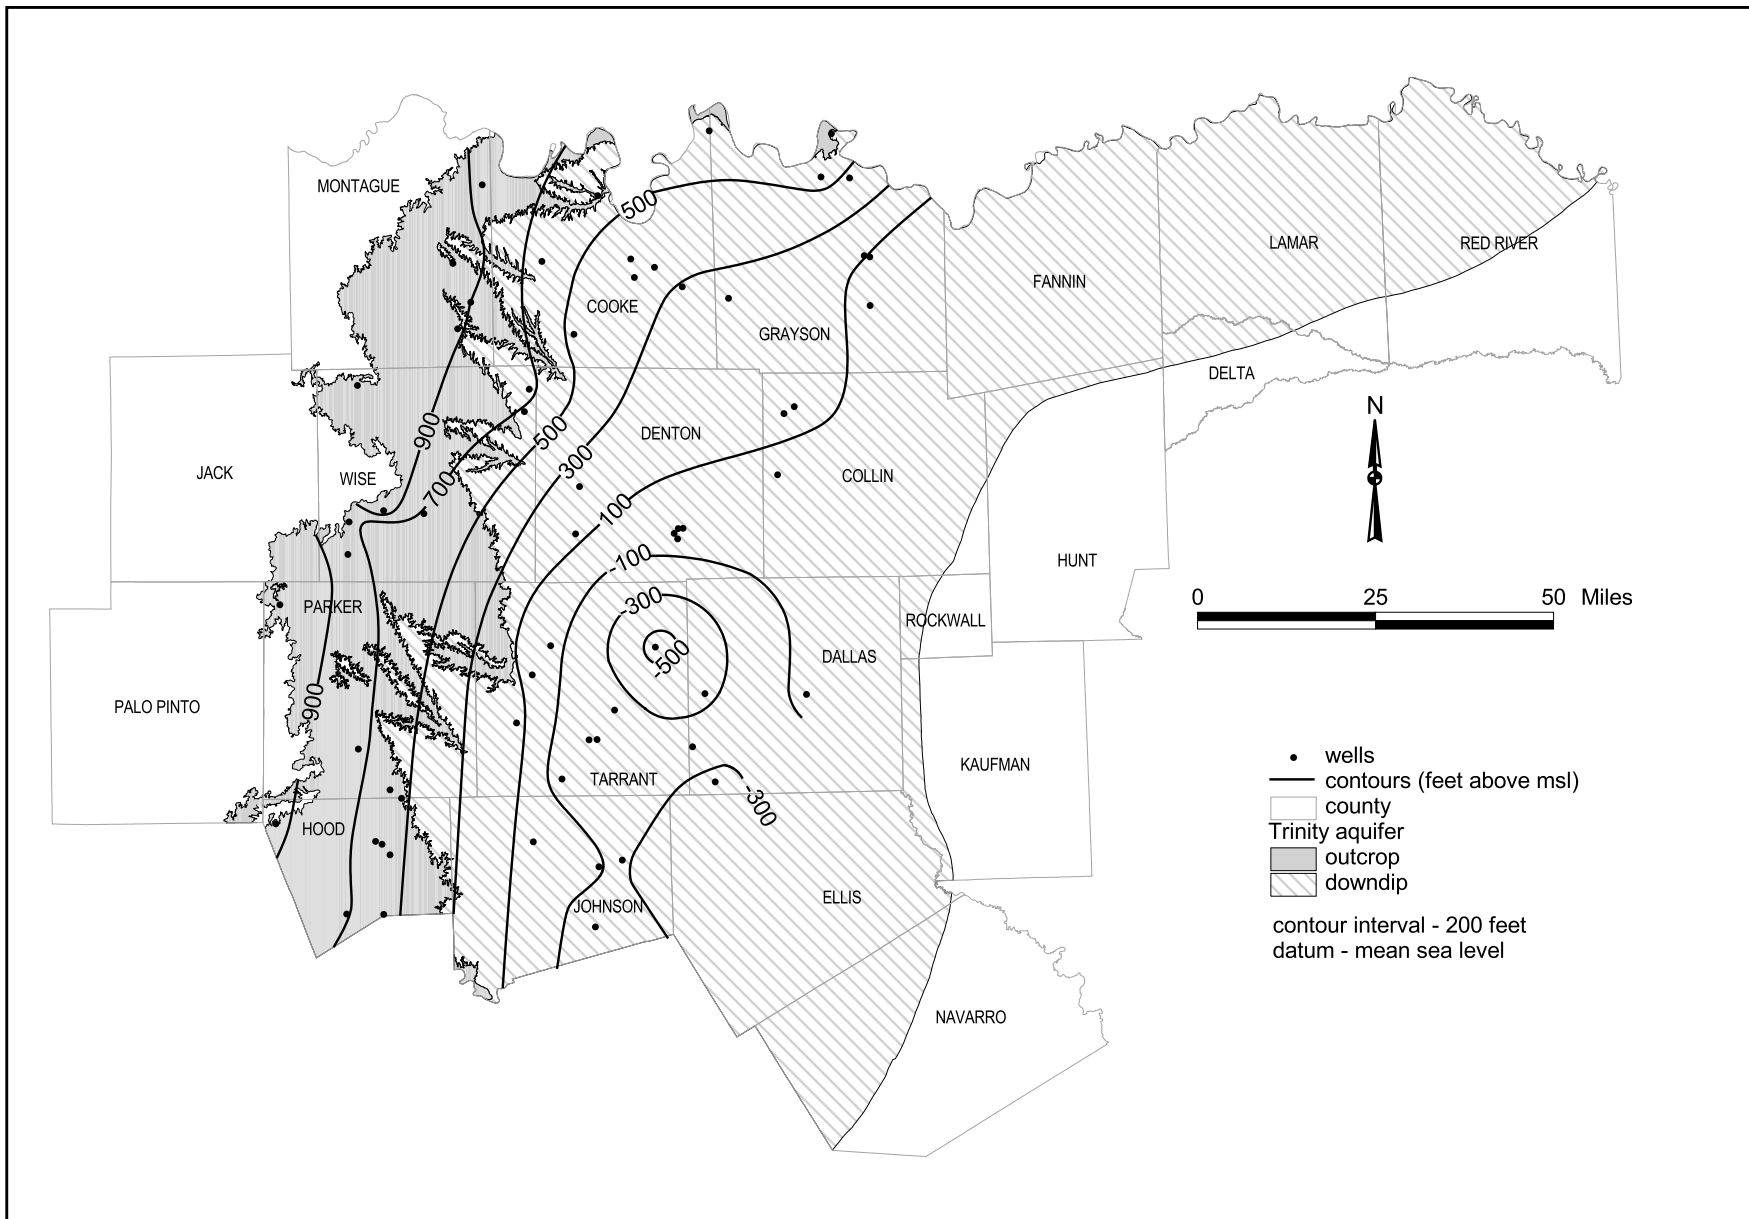 MONTAGUE
500
LAMAR
RED RIVER
FANNIN
COOKE
GRAYSON
DELTA
N
900
500
DENTON
300
JACK
WISE
700
COLLIN
100
HUNT
-100
0 25 50 Miles
-300
PARKER
ROCKWALL
-500
DALLAS
900
PALO PINTO
wells
KAUFMAN
TARRANT
contours (feet above msl)
-300
county
HOOD
Trinity aquifer
outcrop
downdip
ELLIS
JOHNSON
contour interval - 200 feet
datum - mean sea level
NAVARRO